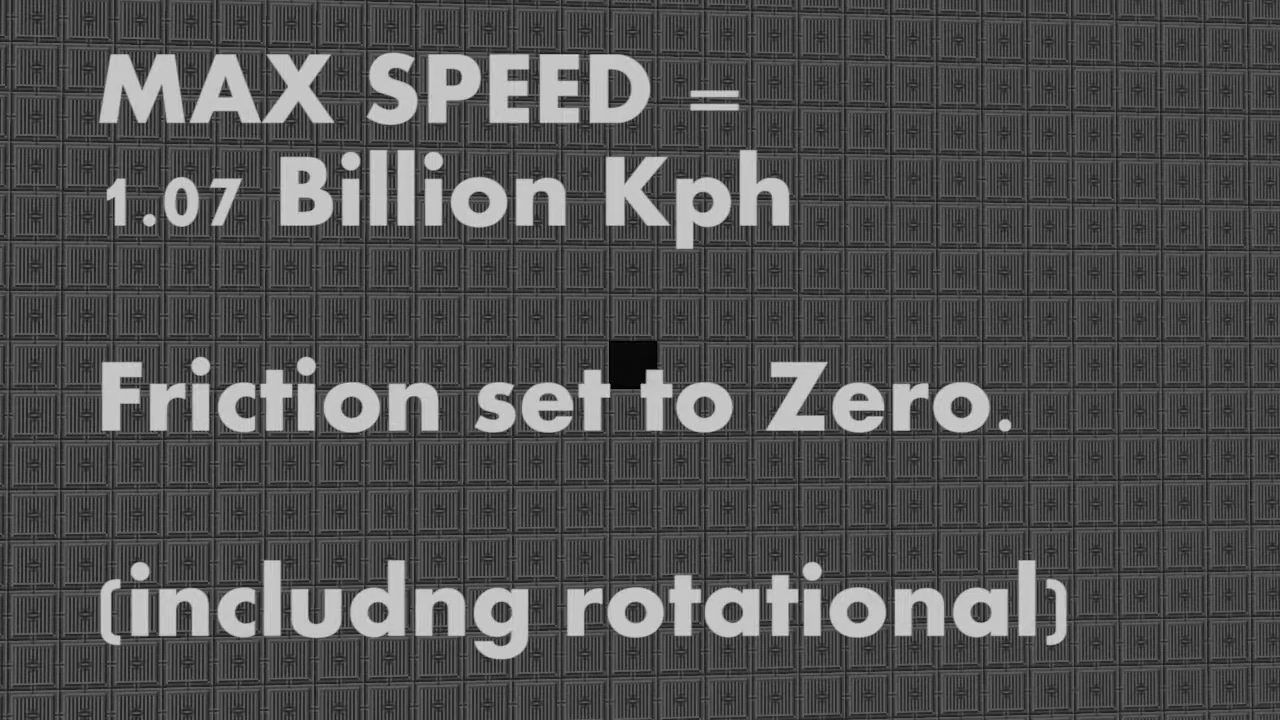 MAX SPEED =
1.07 Billion Kph
Friction set to Zero.
(includng rotational)